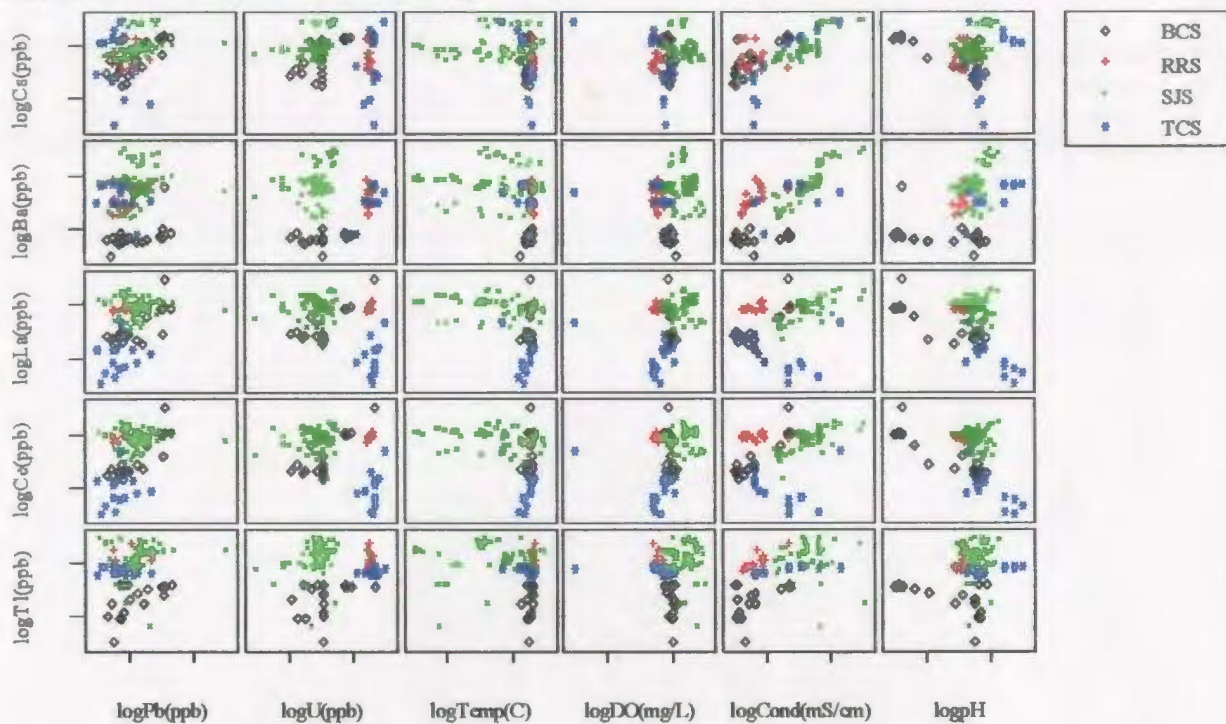 BCS
RRS
SJS
TCS
logCs(ppb)
logBa(ppb)
logLa(ppb)
logCe(ppb)
logTl(ppb)
logPb(ppb)
logU(ppb)
logTemp(C)
logDO(mg/L)
logCond(mS/cm)
logpH